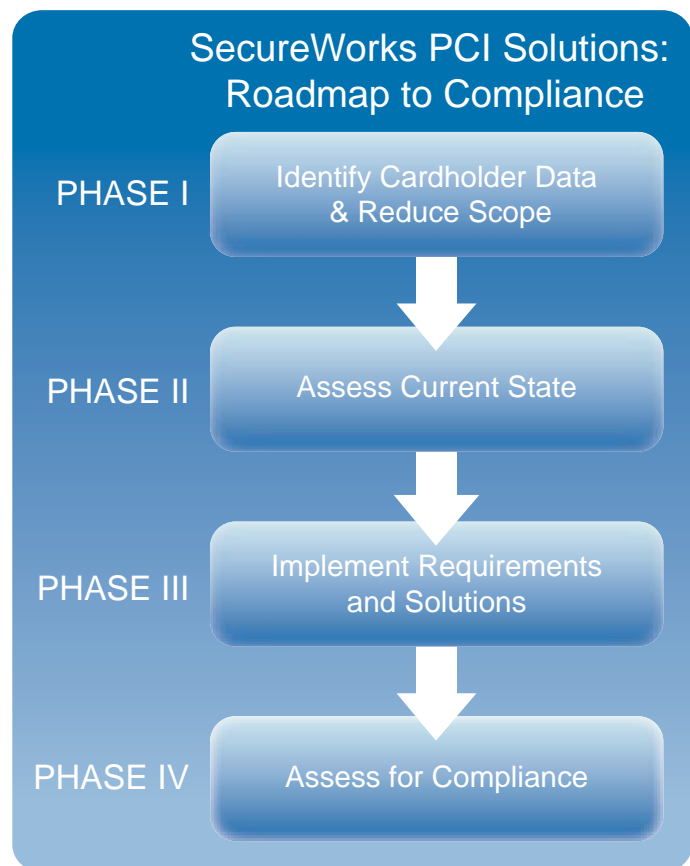 SecureWorks PCI Solutions:
Roadmap to Compliance
PHASE I
Identify Cardholder Data
& Reduce Scope
PHASE II
Assess Current State
PHASE III
Implement Requirements
and Solutions
PHASE IV
Assess for Compliance